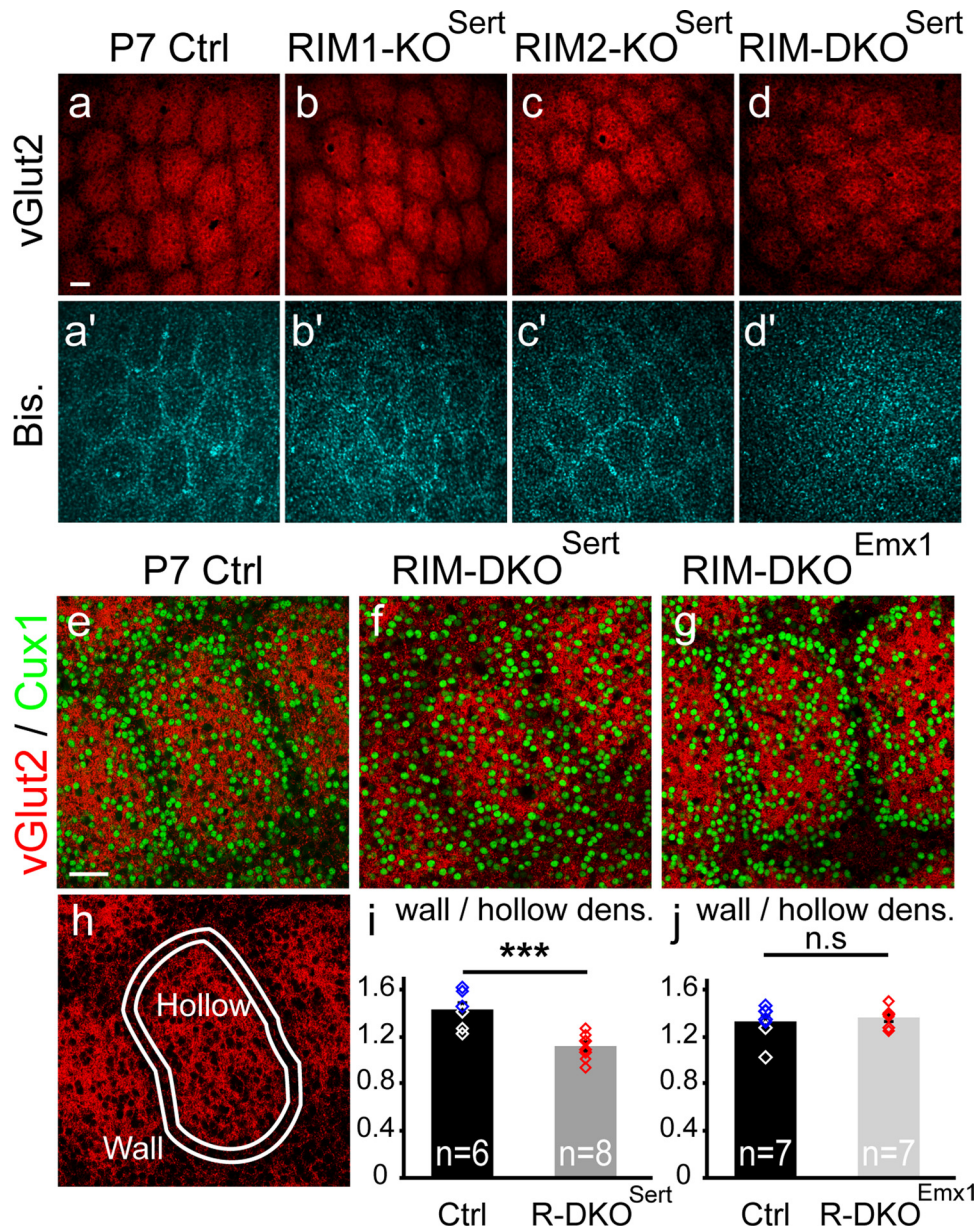 P7 Ctrl RIM1-KO Sert RIM2-KO Sert RIM-DKO Sert
vGlut2
a b c d
Bis.
a' b' c' d'
P7 Ctrl RIM-DKO Sert RIM-DKO Emx1
vGlut2 / Cux1
e f g
h
Hollow
Wall
i wall / hollow dens.
***
1.6
1.2
0.8
0.4
0
n=6 n=8
Ctrl R-DKO Sert
j wall / hollow dens.
n.s
1.6
1.2
0.8
0.4
0
n=7 n=7
Ctrl R-DKO Emx1